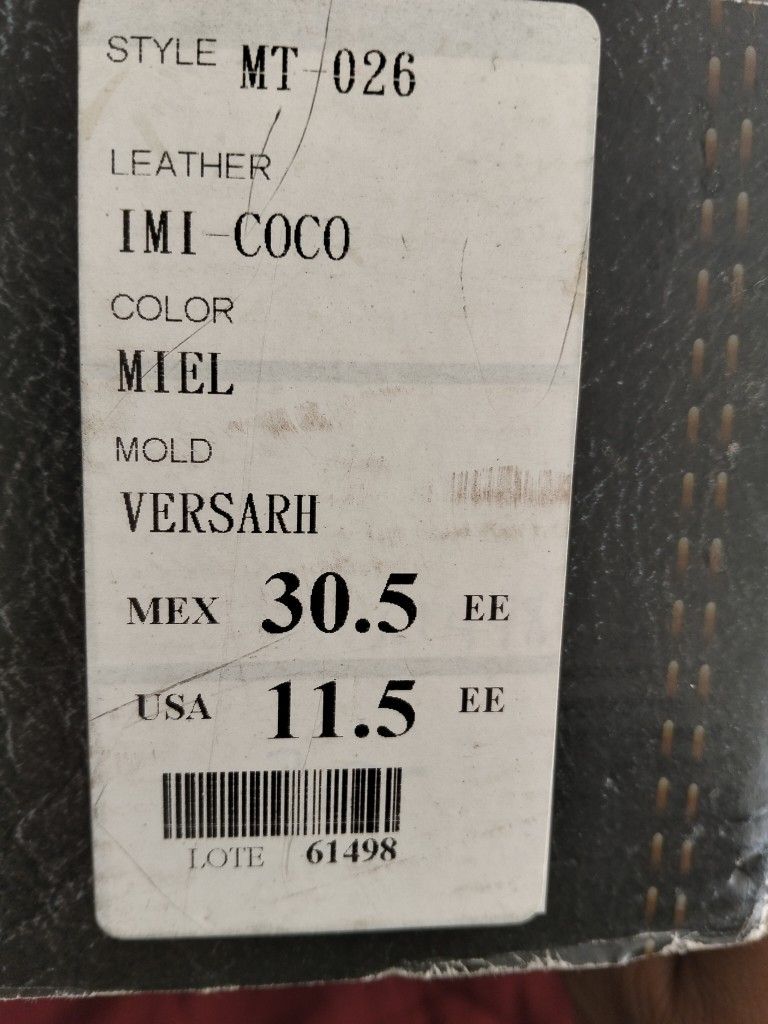 STYLE MT-026
LEATHER
IMI-COCO
COLOR
MIEL
MOLD
VERSARH
MEX 30.5 EE
USA 11.5 EE
LOTE 61498